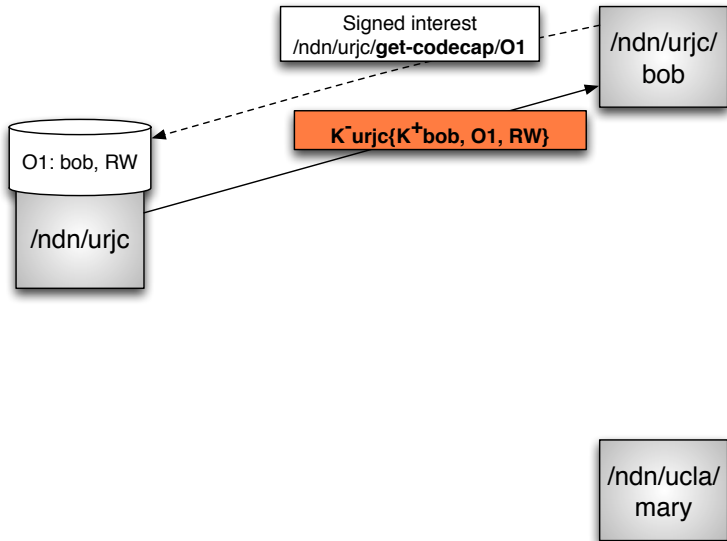 Signed interest
/ndn/urjc/get-codecap/O1
/ndn/urjc/
bob
K-urjc{K+bob, O1, RW}
O1: bob, RW
/ndn/urjc
/ndn/ucla/
mary